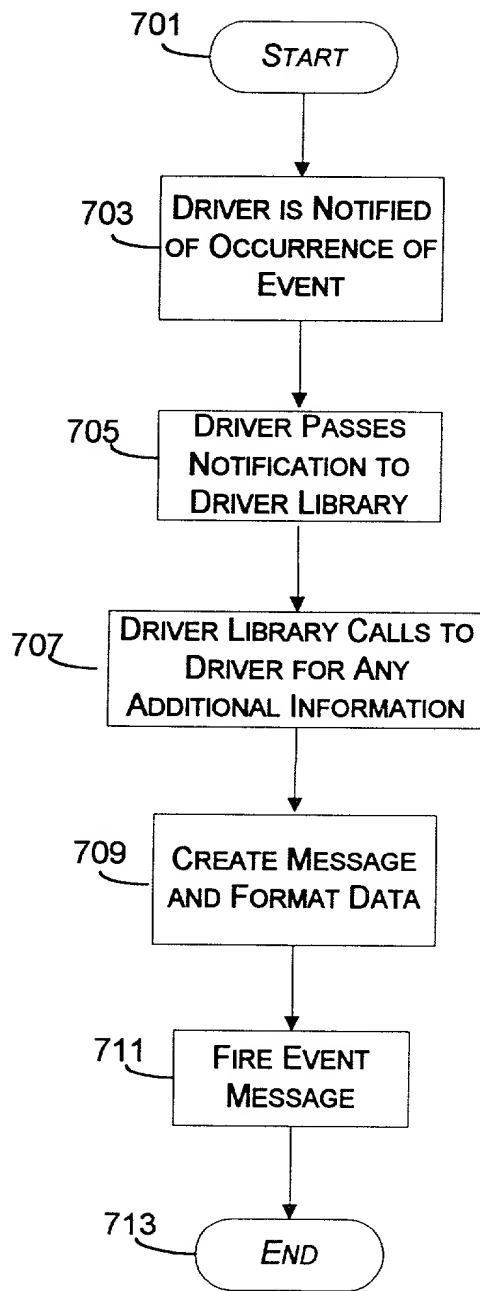 701
START
703
DRIVER IS NOTIFIED
OF OCCURRENCE OF
EVENT
705
DRIVER PASSES
NOTIFICATION TO
DRIVER LIBRARY
707
DRIVER LIBRARY CALLS TO
DRIVER FOR ANY
ADDITIONAL INFORMATION
709
CREATE MESSAGE
AND FORMAT DATA
711
FIRE EVENT
MESSAGE
713
END